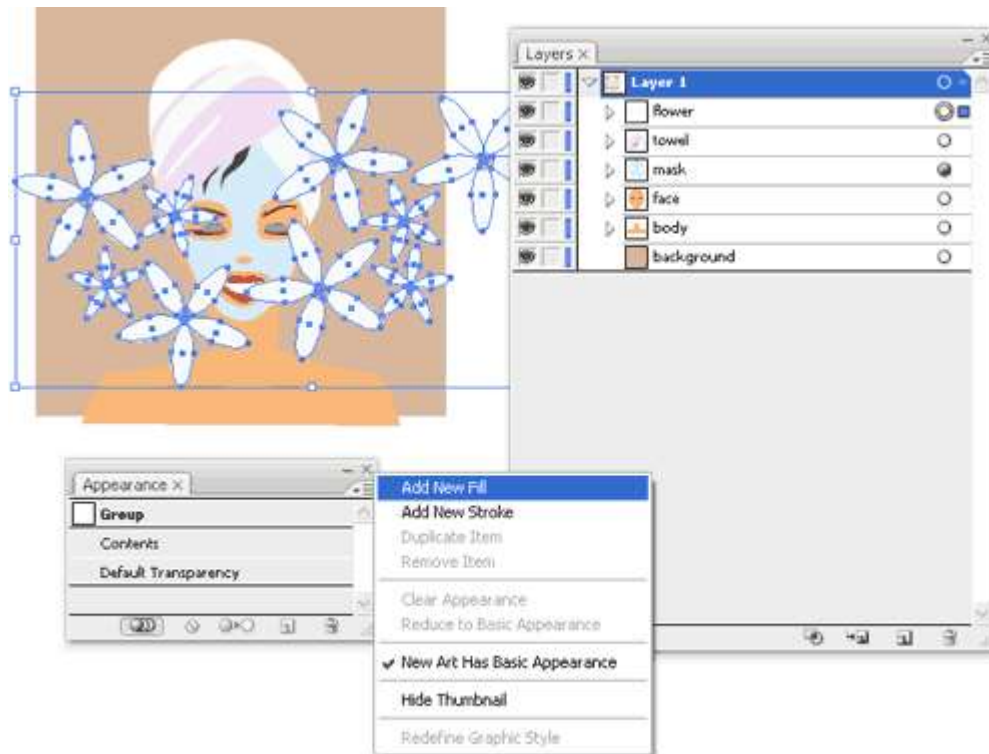 Layers
Layer 1
flower
towel
mask
face
body
background
Appearance
Group
Contents
Default Transparency
Add New Fill
Add New Stroke
Duplicate Item
Remove Item
Clear Appearance
Reduce to Basic Appearance
New Art Has Basic Appearance
Hide Thumbnail
Redefine Graphic Style